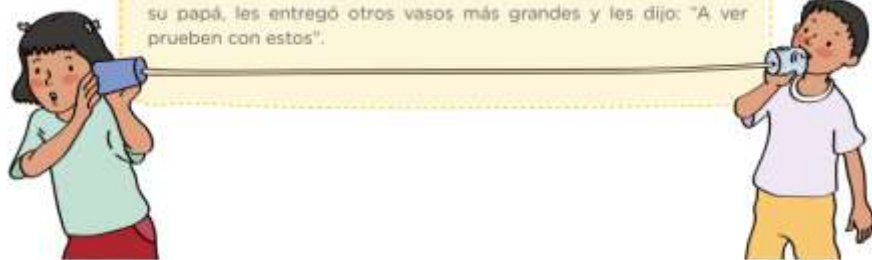 su papá, les entregó otros vasos más grandes y les dijo: "A ver
prueben con estos".